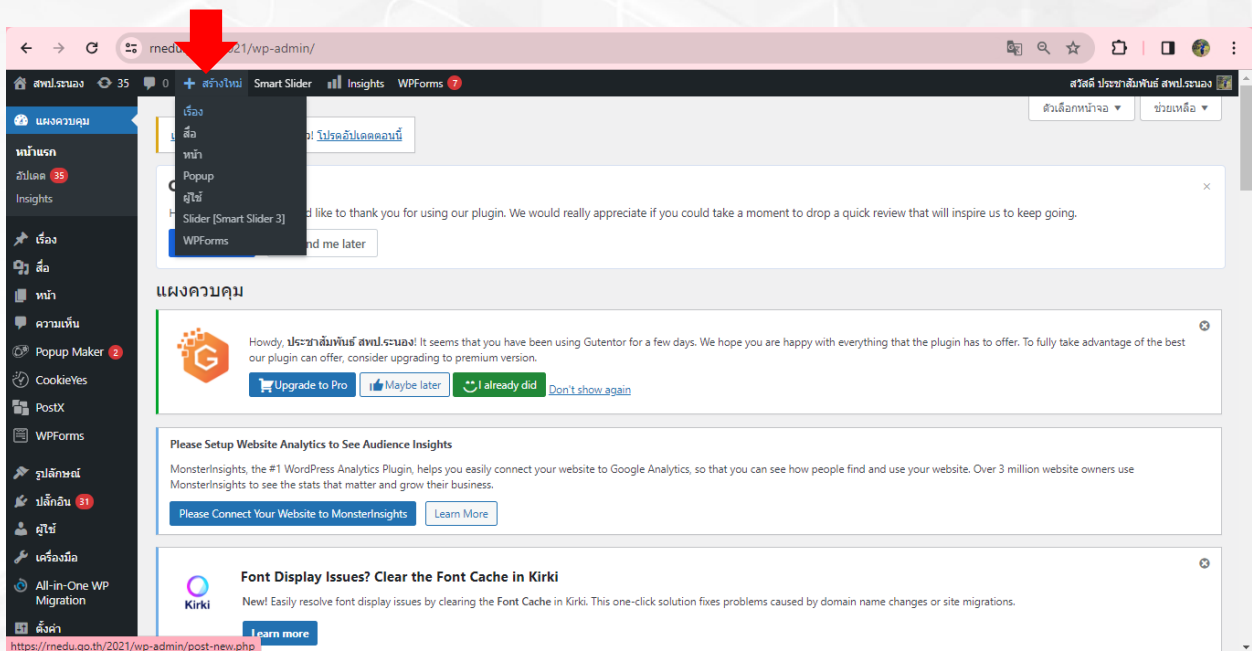 rnedu 21/wp-admin/
สพป.ระนอง 35 0 + สร้างใหม่ Smart Slider Insights WPForms 7 สวัสดี ประชาสัมพันธ์ สพป.ระนอง
ตัวเลือกหน้าจอ ▼ ช่วยเหลือ ▼
แผงควบคุม
หน้าแรก
อัปเดต 35
Insights
เรื่อง
สื่อ
หน้า
ความเห็น
Popup Maker 2
CookieYes
PostX
WPForms
รูปลักษณ์
ปลั๊กอิน 31
ผู้ใช้
เครื่องมือ
All-in-One WP
Migration
ตั้งค่า
เรื่อง
สื่อ
หน้า
Popup
ผู้ใช้
Slider [Smart Slider 3]
WPForms
! โปรดอัปเดตตอนนี้
d like to thank you for using our plugin. We would really appreciate if you could take a moment to drop a quick review that will inspire us to keep going.
nd me later
แผงควบคุม
Howdy, ประชาสัมพันธ์ สพป.ระนอง! It seems that you have been using Gutentor for a few days. We hope you are happy with everything that the plugin has to offer. To fully take advantage of the best
our plugin can offer, consider upgrading to premium version.
Upgrade to Pro Maybe later I already did Don't show again
Please Setup Website Analytics to See Audience Insights
MonsterInsights, the #1 WordPress Analytics Plugin, helps you easily connect your website to Google Analytics, so that you can see how people find and use your website. Over 3 million website owners use
MonsterInsights to see the stats that matter and grow their business.
Please Connect Your Website to MonsterInsights Learn More
Kirki
Font Display Issues? Clear the Font Cache in Kirki
New! Easily resolve font display issues by clearing the Font Cache in Kirki. This one-click solution fixes problems caused by domain name changes or site migrations.
Learn more
https://rnedu.go.th/2021/wp-admin/post-new.php